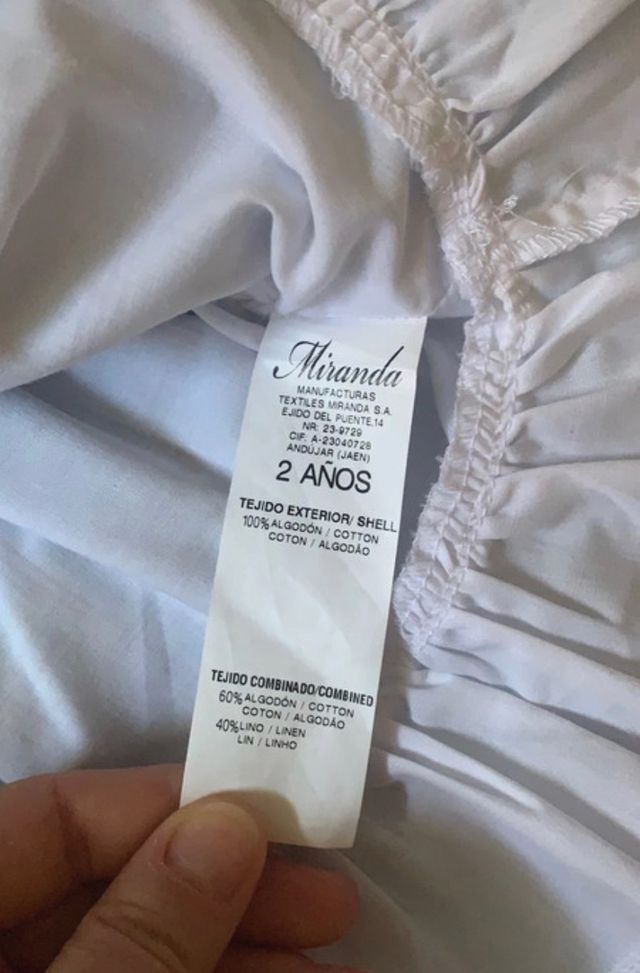 Miranda
MANUFACTURAS
TEXTILES MIRANDA S.A.
EJIDO DEL PUENTE,14
NR: 23-9729
CIF: A-23040728
ANDÚJAR (JAEN)
2 AÑOS
TEJIDO EXTERIOR/ SHELL
100% ALGODÓN / COTTON
COTON / ALGODÃO
TEJIDO COMBINADO/COMBINED
60% ALGODÓN / COTTON
COTON / ALGODÃO
40% LINO / LINEN
LIN / LINHO